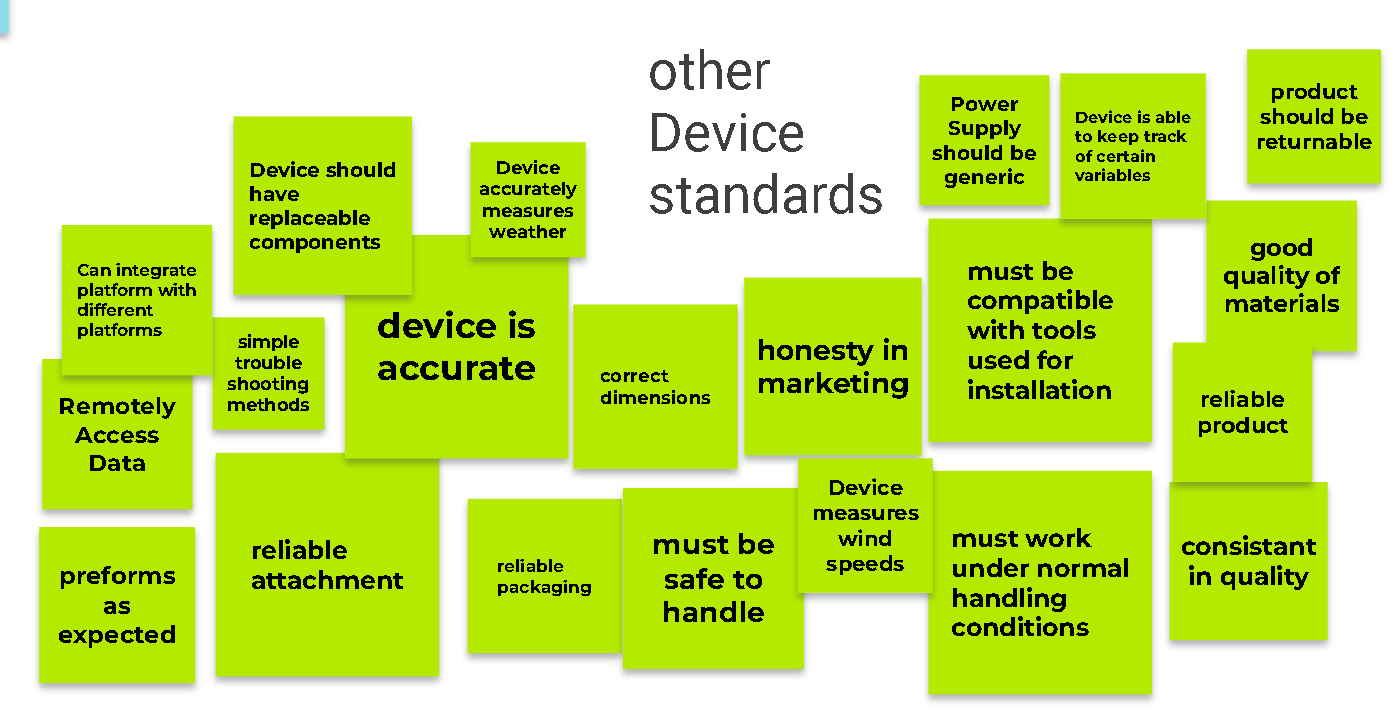 other
Device
standards
Power
Supply
should be
generic
Device is able
to keep track
of certain
variables
product
should be
returnable
Device should
have
replaceable
components
Device
accurately
measures
weather
Can integrate
platform with
different
platforms
simple
trouble
shooting
methods
device is
accurate
correct
dimensions
honesty in
marketing
must be
compatible
with tools
used for
installation
good
quality of
materials
reliable
product
Remotely
Access
Data
preforms
as
expected
reliable
attachment
reliable
packaging
must be
safe to
handle
Device
measures
wind
speeds
must work
under normal
handling
conditions
consistant
in quality